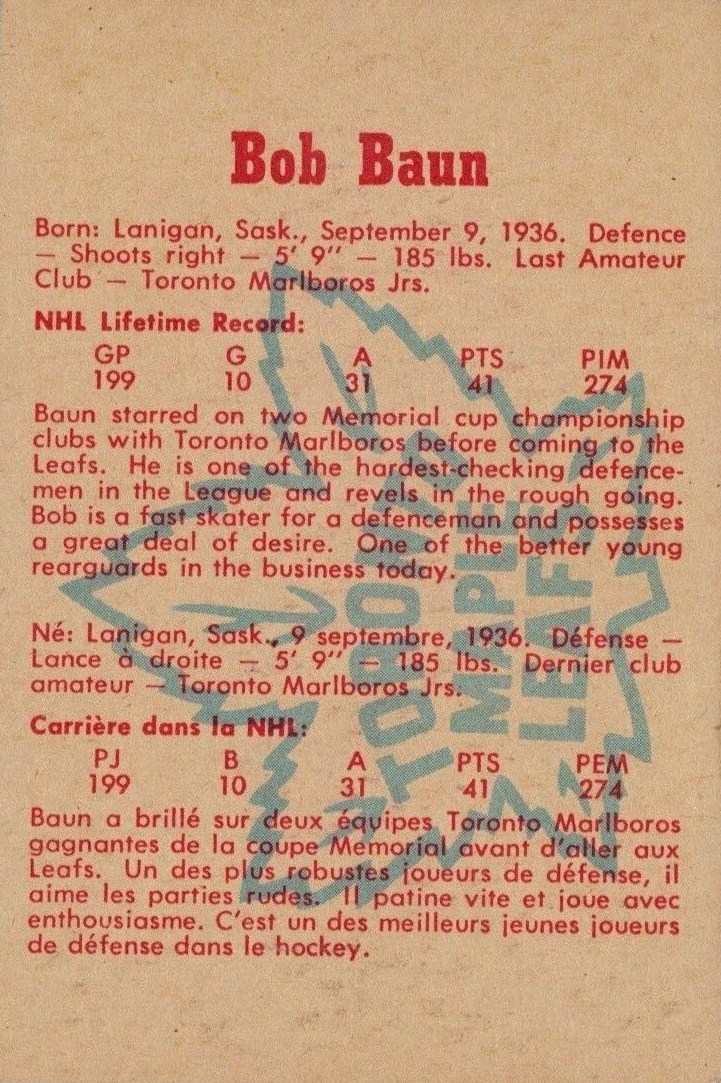 Bob Baun
Born: Lanigan, Sask., September 9, 1936. Defence
— Shoots right — 5' 9'' — 185 lbs. Last Amateur
Club — Toronto Marlboros Jrs.
NHL Lifetime Record:
GP G A PTS PIM
199 10 31 41 274
Baun starred on two Memorial cup championship
clubs with Toronto Marlboros before coming to the
Leafs. He is one of the hardest-checking defence-
men in the League and revels in the rough going.
Bob is a fast skater for a defenceman and possesses
a great deal of desire. One of the better young
rearguards in the business today.
Né: Lanigan, Sask., 9 septembre, 1936. Défense —
Lance à droite — 5' 9'' — 185 lbs. Dernier club
amateur — Toronto Marlboros Jrs.
Carrière dans la NHL:
PJ B A PTS PEM
199 10 31 41 274
Baun a brillé sur deux équipes Toronto Marlboros
gagnantes de la coupe Memorial avant d'aller aux
Leafs. Un des plus robustes joueurs de défense, il
aime les parties rudes. Il patine vite et joue avec
enthousiasme. C'est un des meilleurs jeunes joueurs
de défense dans le hockey.
TORONTO
MAPLE
LEAFS